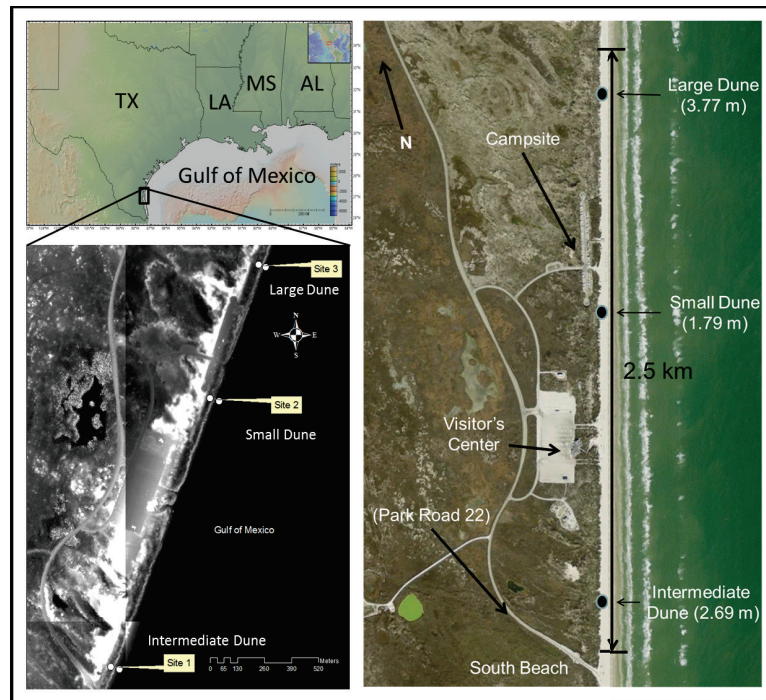 TX
LA
MS
AL
Gulf of Mexico
Site 3
Large Dune
N
W
E
S
Site 2
Small Dune
Gulf of Mexico
Intermediate Dune
Site 1
Meters
0 65 130 260 390 520
N
Campsite
Large Dune
(3.77 m)
Small Dune
(1.79 m)
2.5 km
Visitor's
Center
(Park Road 22)
Intermediate
Dune (2.69 m)
South Beach